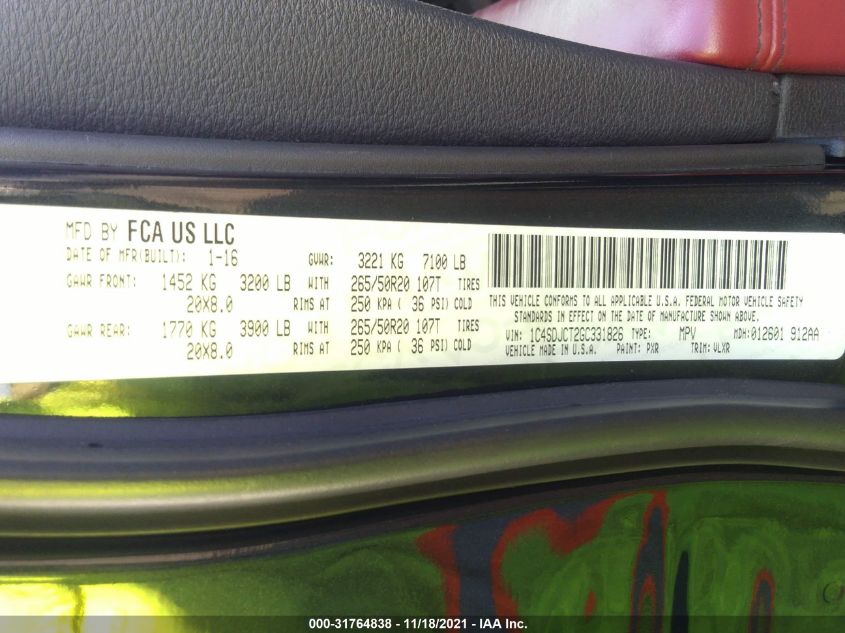 MFD BY FCA US LLC
DATE OF MFR(BUILT): 1-16 GVWR: 3221 KG 7100 LB
GAWR FRONT: 1452 KG 3200 LB WITH 265/50R20 107T TIRES
20X8.0 RIMS AT 250 KPA ( 36 PSI) COLD
GAWR REAR: 1770 KG 3900 LB WITH 265/50R20 107T TIRES
20X8.0 RIMS AT 250 KPA ( 36 PSI) COLD
THIS VEHICLE CONFORMS TO ALL APPLICABLE U.S.A. FEDERAL MOTOR VEHICLE SAFETY
STANDARDS IN EFFECT ON THE DATE OF MANUFACTURE SHOWN ABOVE.
VIN: 1C4SDJCT2GC331826 TYPE: MPV MDH:012601 912AA
VEHICLE MADE IN U.S.A. PAINT: PXR TRIM: VLXR
000-31764838 - 11/18/2021 - IAA Inc.